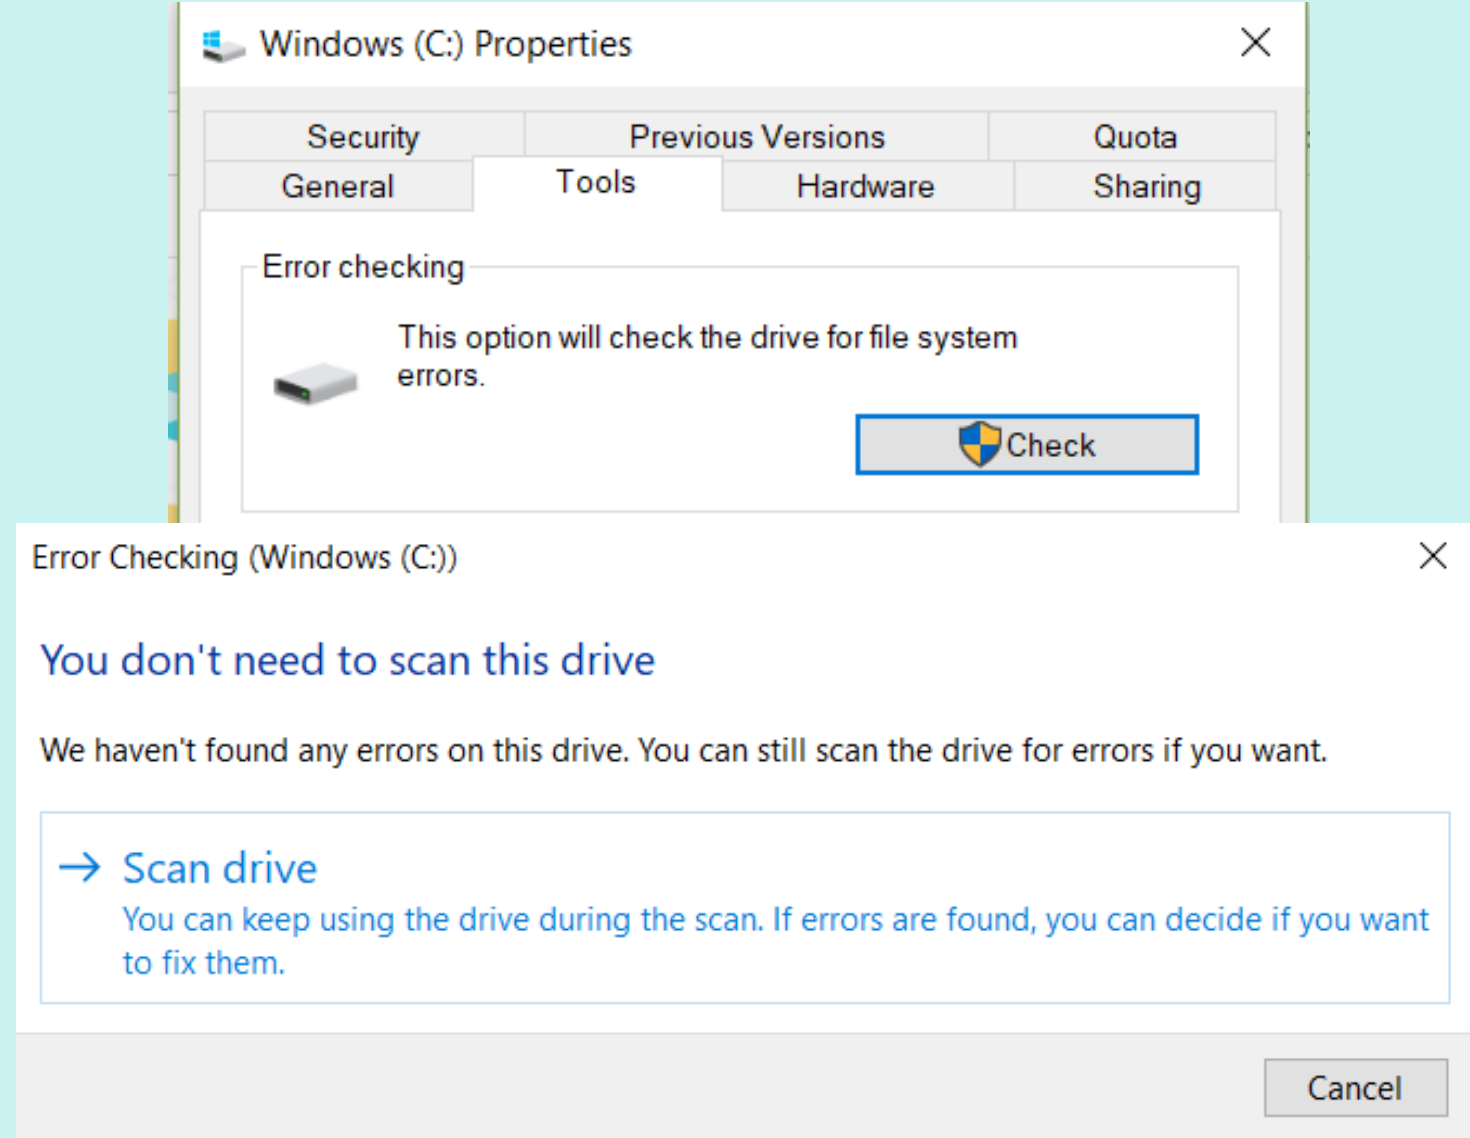 Windows (C:) Properties
Security Previous Versions Quota
General Tools Hardware Sharing
Error checking
This option will check the drive for file system
errors.
Check
Error Checking (Windows (C:))
You don't need to scan this drive
We haven't found any errors on this drive. You can still scan the drive for errors if you want.
Scan drive
You can keep using the drive during the scan. If errors are found, you can decide if you want
to fix them.
Cancel